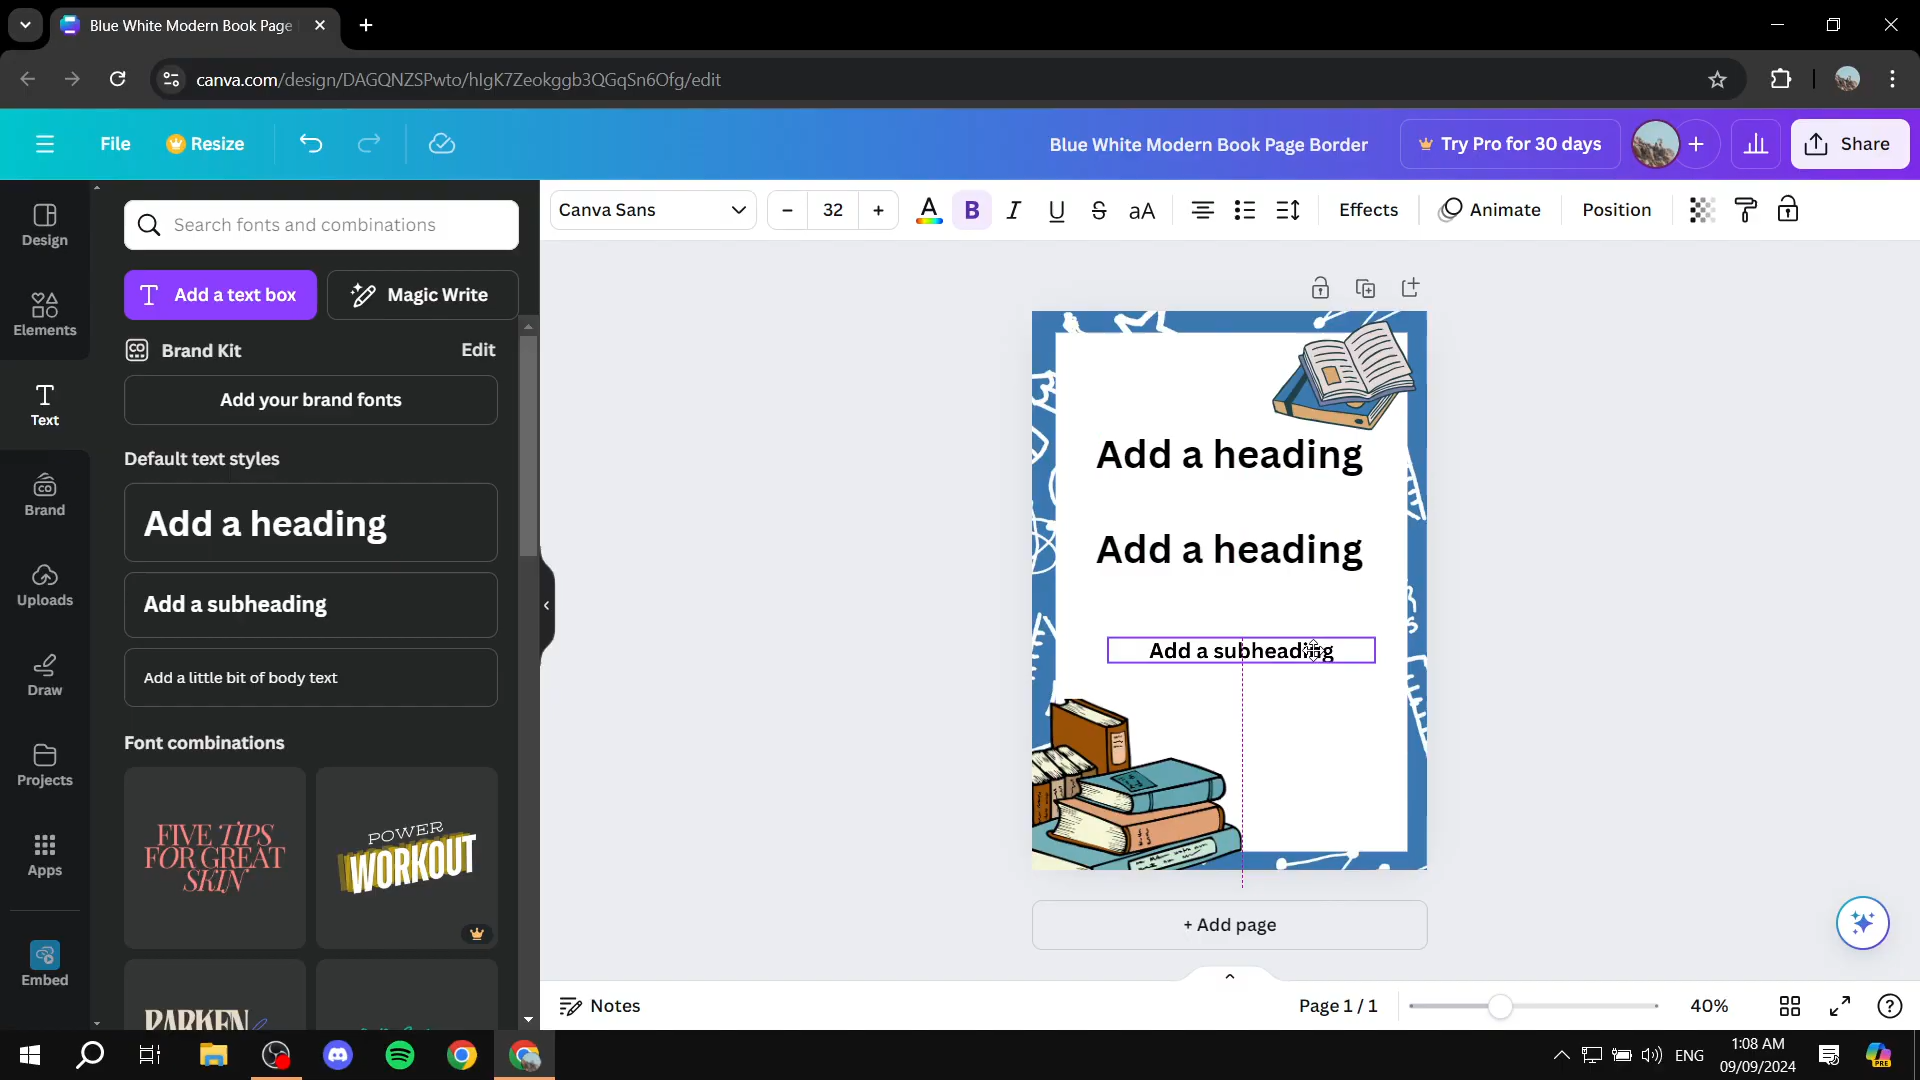 Blue White Modern Book Page
canva.com/design/DAGQNZSPwto/hIgK7Zeokggb3QGqSn6Ofg/edit
File
Resize
Blue White Modern Book Page Border
Try Pro for 30 days
Share
Design
Elements
Text
Brand
Uploads
Draw
Projects
Apps
Embed
Search fonts and combinations
Add a text box
Magic Write
Brand Kit
Edit
Add your brand fonts
Default text styles
Add a heading
Add a subheading
Add a little bit of body text
Font combinations
FIVE TIPS
FOR GREAT
SKIN
POWER
WORKOUT
PARKEN
Canva Sans
32
aA
Effects
Animate
Position
Add a heading
Add a heading
Add a subheading
+ Add page
Notes
Page 1 / 1
40%
ENG
1:08 AM
09/09/2024
PRE